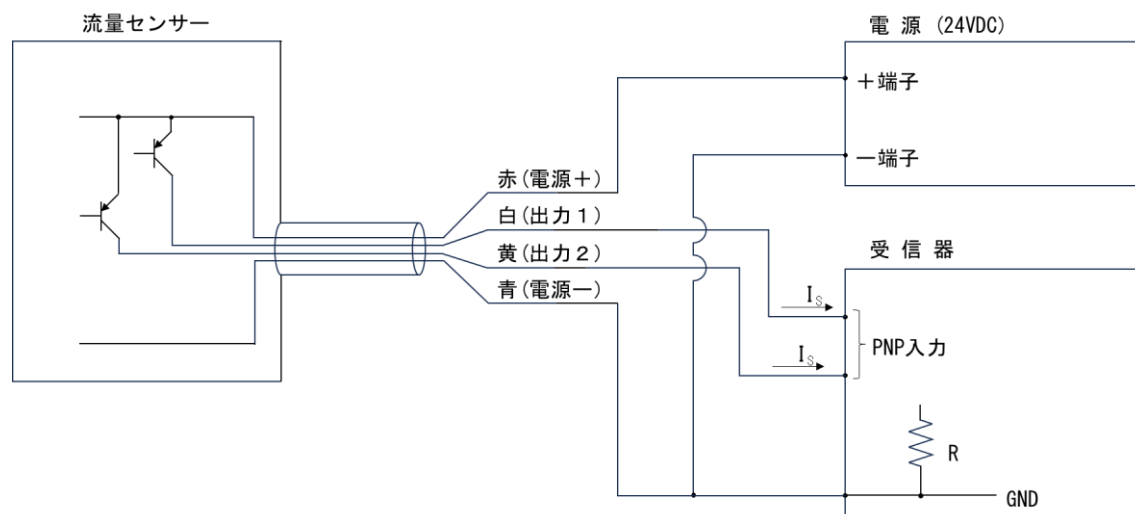 流量センサー
電 源 (24VDC)
＋端子
－端子
赤(電源＋)
白(出力１)
黄(出力２)
青(電源－)
受 信 器
IS
IS
PNP入力
R
GND